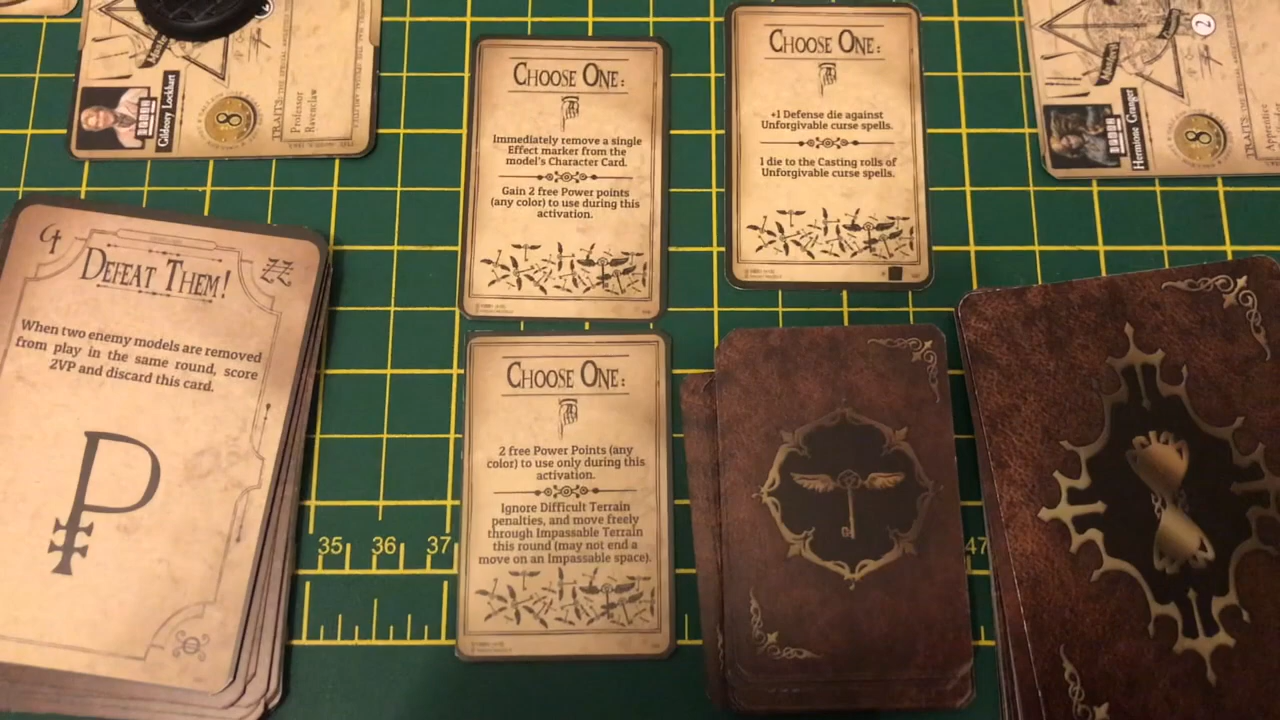 Gilderoy Lockhart
8
TRAITS:
Professor
Ravenclaw
CHOOSE ONE:
Immediately remove a single
Effect marker from the
model's Character Card.
Gain 2 free Power points
(any color) to use during this
activation.
CHOOSE ONE:
+1 Defense die against
Unforgivable curse spells.
1 die to the Casting rolls of
Unforgivable curse spells.
2
Hermione Granger
8
TRAITS:
Apprentice
DEFEAT THEM!
When two enemy models are removed
from play in the same round, score
2VP and discard this card.
CHOOSE ONE:
2 free Power Points (any
color) to use only during this
activation.
Ignore Difficult Terrain
penalties, and move freely
through Impassable Terrain
this round (may not end a
move on an Impassable space).
35 36 37
47